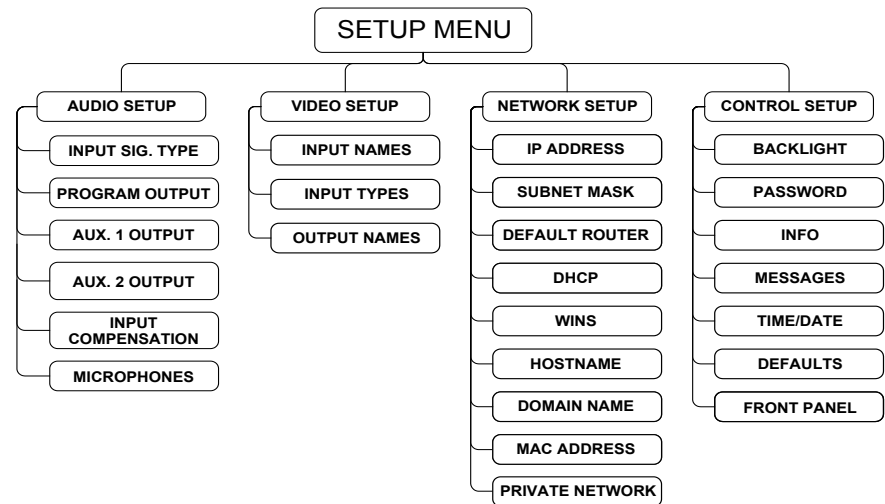 SETUP MENU
AUDIO SETUP
INPUT SIG. TYPE
PROGRAM OUTPUT
AUX. 1 OUTPUT
AUX. 2 OUTPUT
INPUT
COMPENSATION
MICROPHONES
VIDEO SETUP
INPUT NAMES
INPUT TYPES
OUTPUT NAMES
NETWORK SETUP
IP ADDRESS
SUBNET MASK
DEFAULT ROUTER
DHCP
WINS
HOSTNAME
DOMAIN NAME
MAC ADDRESS
PRIVATE NETWORK
CONTROL SETUP
BACKLIGHT
PASSWORD
INFO
MESSAGES
TIME/DATE
DEFAULTS
FRONT PANEL